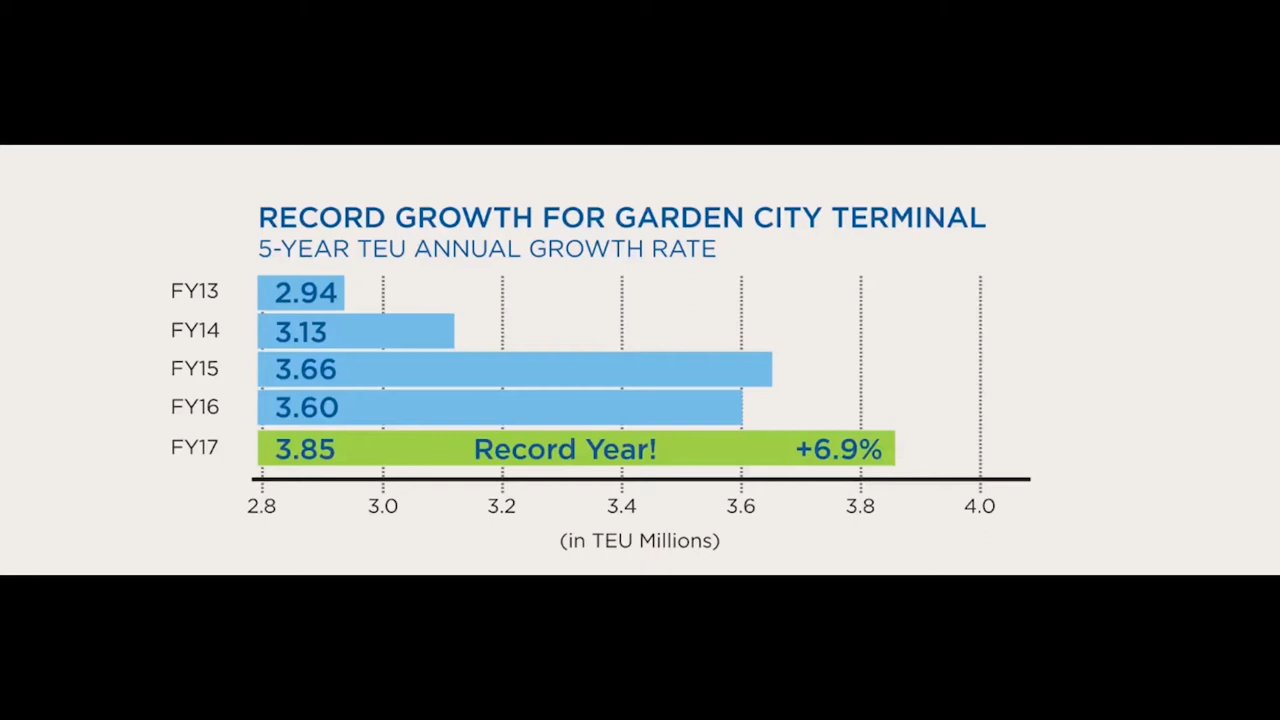 RECORD GROWTH FOR GARDEN CITY TERMINAL
5-YEAR TEU ANNUAL GROWTH RATE
FY13 2.94
FY14 3.13
FY15 3.66
FY16 3.60
FY17 3.85 Record Year! +6.9%
2.8 3.0 3.2 3.4 3.6 3.8 4.0
(in TEU Millions)